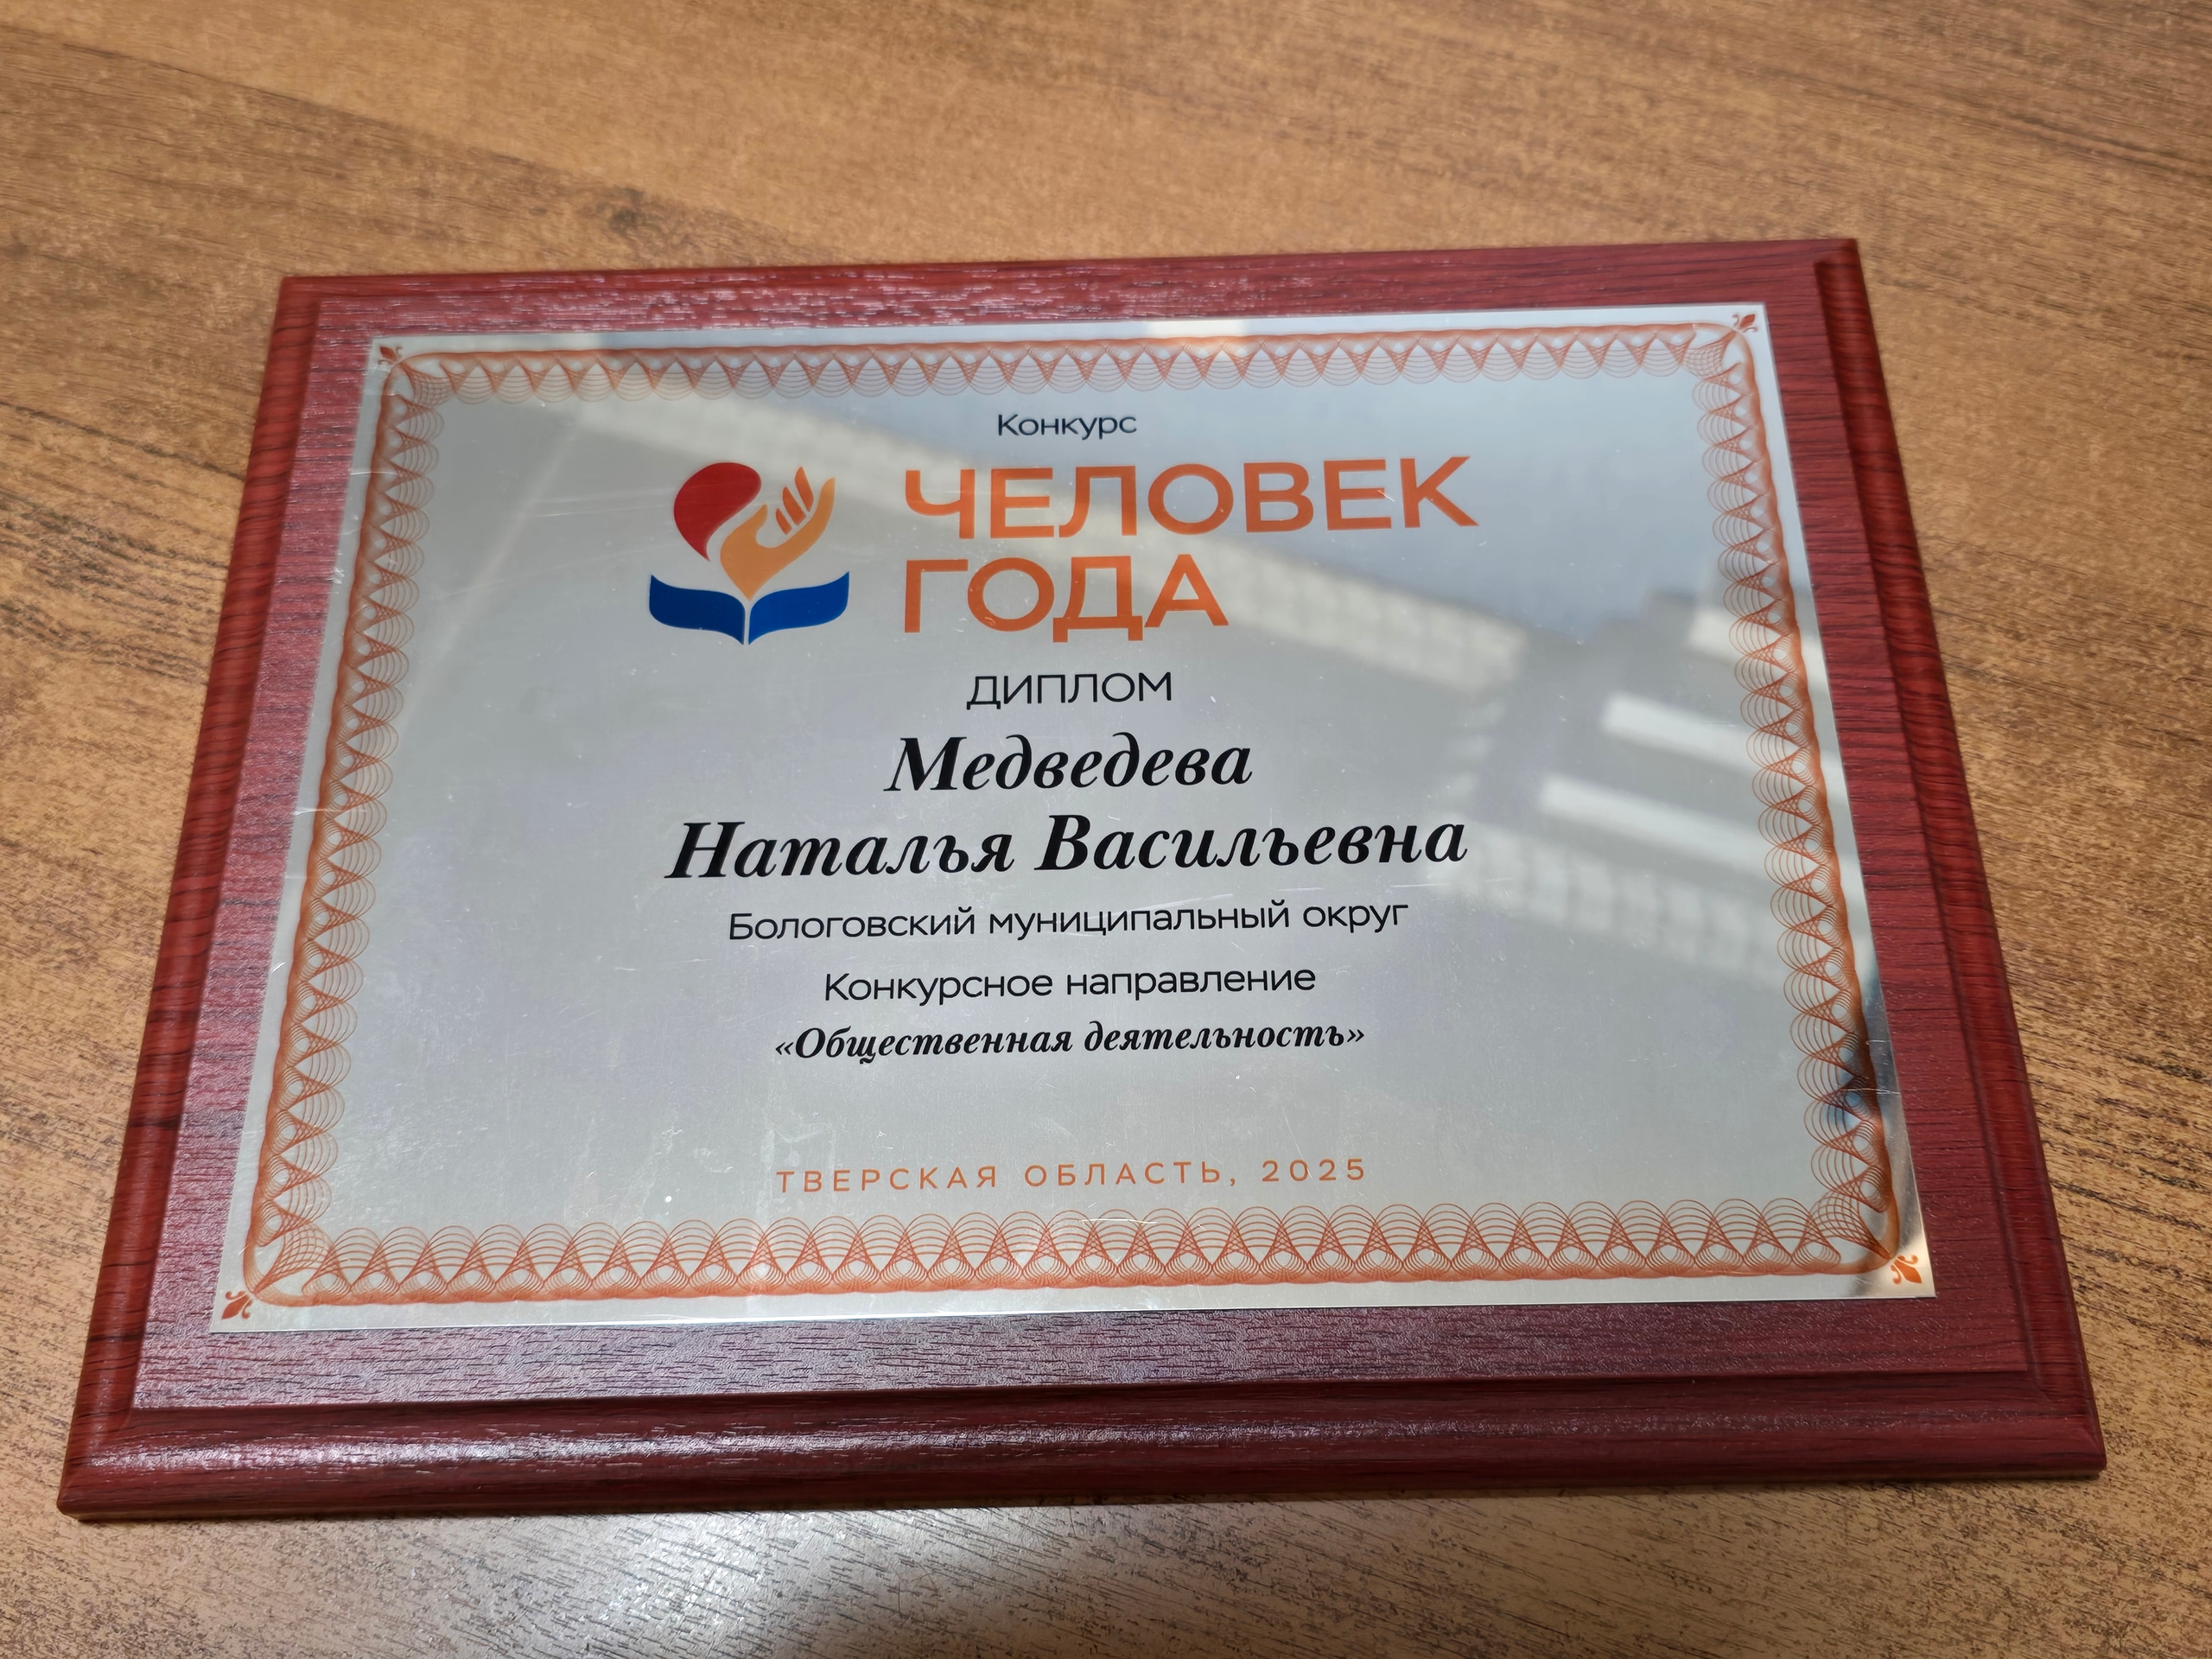 Конкурс
ЧЕЛОВЕК
ГОДА
ДИПЛОМ
Медведева
Наталья Васильевна
Бологовский муниципальный округ
Конкурсное направление
«Общественная деятельность»
ТВЕРСКАЯ ОБЛАСТЬ, 2025